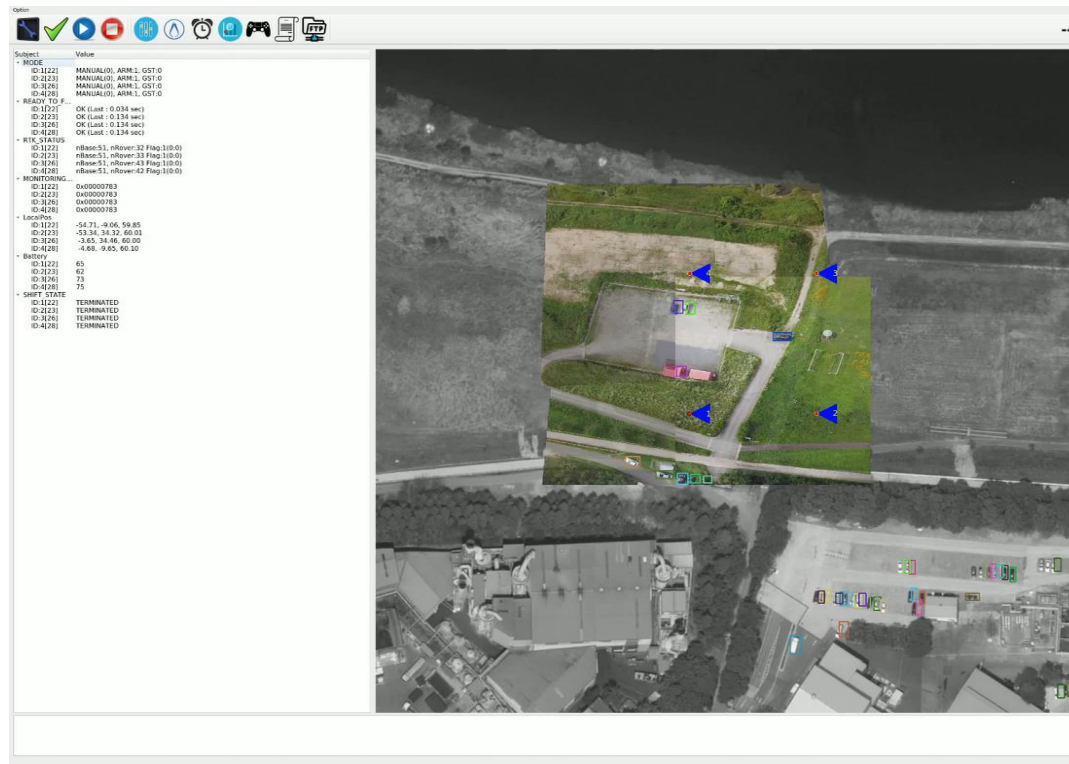 Option
FTP
--
Subject Value
MODE
ID:1[22] MANUAL(0), ARM:1, GST:0
ID:2[23] MANUAL(0), ARM:1, GST:0
ID:3[26] MANUAL(0), ARM:1, GST:0
ID:4[28] MANUAL(0), ARM:1, GST:0
READY_TO_F...
ID:1[22] OK (Last : 0.034 sec)
ID:2[23] OK (Last : 0.134 sec)
ID:3[26] OK (Last : 0.134 sec)
ID:4[28] OK (Last : 0.134 sec)
RTK_STATUS
ID:1[22] nBase:51, nRover:32 Flag:1(0:0)
ID:2[23] nBase:51, nRover:33 Flag:1(0:0)
ID:3[26] nBase:51, nRover:43 Flag:1(0:0)
ID:4[28] nBase:51, nRover:42 Flag:1(0:0)
MONITORING...
ID:1[22] 0x00000783
ID:2[23] 0x00000783
ID:3[26] 0x00000783
ID:4[28] 0x00000783
LocalPos
ID:1[22] -54.71, -9.06, 59.85
ID:2[23] -53.34, 34.32, 60.01
ID:3[26] -3.65, 34.46, 60.00
ID:4[28] -4.68, -9.65, 60.10
Battery
ID:1[22] 65
ID:2[23] 62
ID:3[26] 73
ID:4[28] 75
SHIFT_STATE
ID:1[22] TERMINATED
ID:2[23] TERMINATED
ID:3[26] TERMINATED
ID:4[28] TERMINATED
4 3
1 2